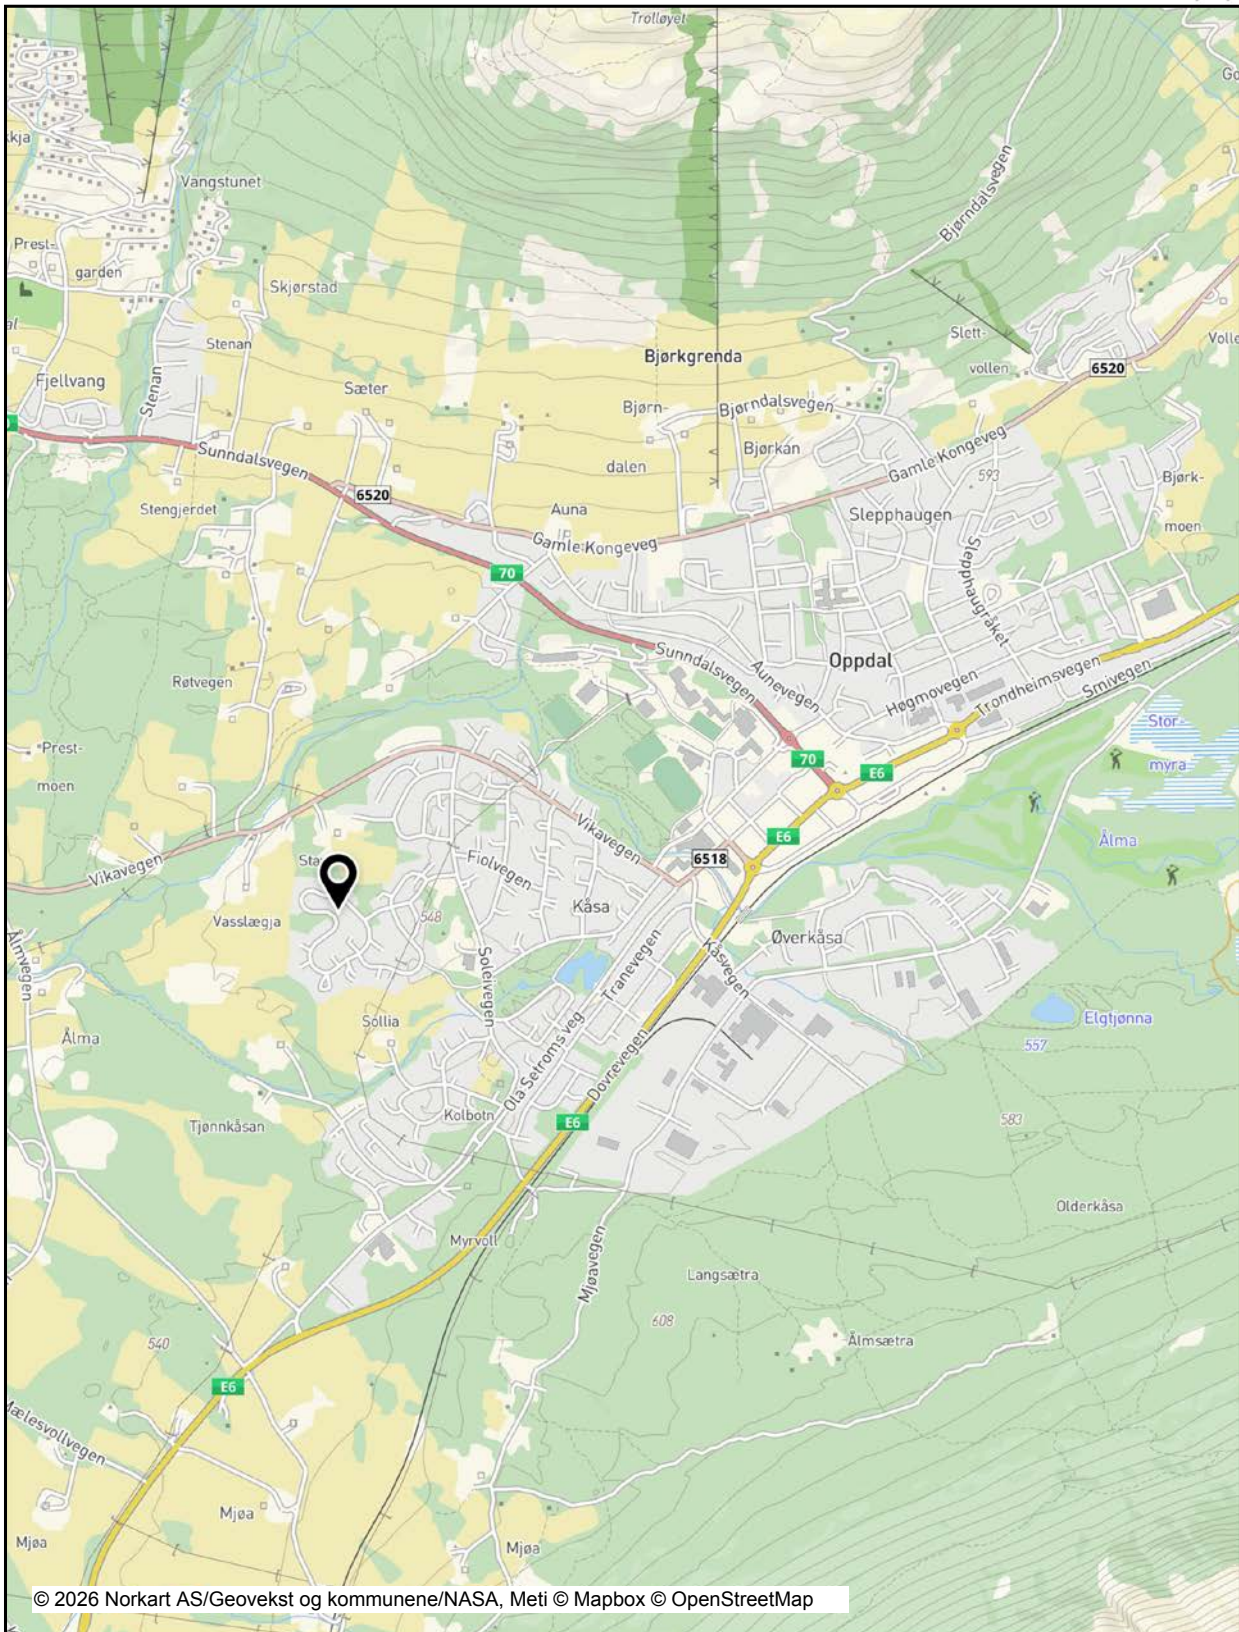 Trolløyet
Vangstunet
Prest-
garden
Skjørstad
Bjørndalsvegen
Stenan
Stenan
Fjellvang
Sæter
Bjørkgrenda
Slett-
vollen
6520
Bjørn-
dalen
Bjørndalsvegen
Bjørkån
Gamle Kongeveg
593
Sunndalsvegen
6520
Stengjerdet
Auna
Slepphaugen
Bjørk-
moen
Gamle Kongeveg
70
Slepphaugråket
Sunndalsvegen
Aunevegen
Oppdal
Røtvegen
Høgmovegen
Trondheimsvegen
Smivegen
Prest-
moen
Stor-
myra
70
E6
Vikavegen
E6
Ålma
6518
Vikavegen
Fiolvegen
548
Kåsa
Vasslægja
Øverkåsa
Kåsvegen
Ålmvegen
Soleivegen
Tranevegen
Sollia
Elgtjønna
Ålma
557
Ola Setroms veg
Dovrevegen
Kolbotn
E6
Tjønnkåsan
583
Olderkåsa
Myrvoll
Mjøavegen
Langsætra
608
Ålmsætra
540
E6
Mælesvollvegen
Mjøa
Mjøa
Mjøa
© 2026 Norkart AS/Geovekst og kommunene/NASA, Meti © Mapbox © OpenStreetMap